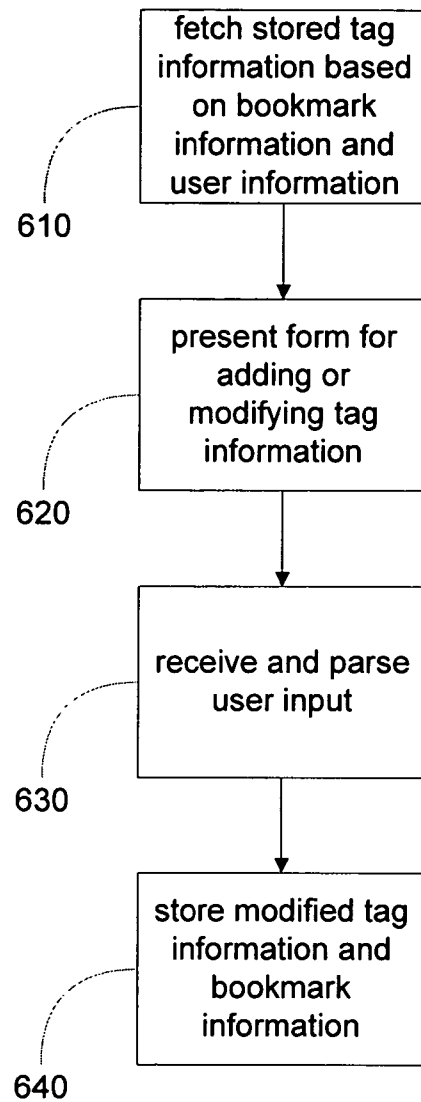 fetch stored tag
information based
on bookmark
information and
user information
610
present form for
adding or
modifying tag
information
620
receive and parse
user input
630
store modified tag
information and
bookmark
information
640